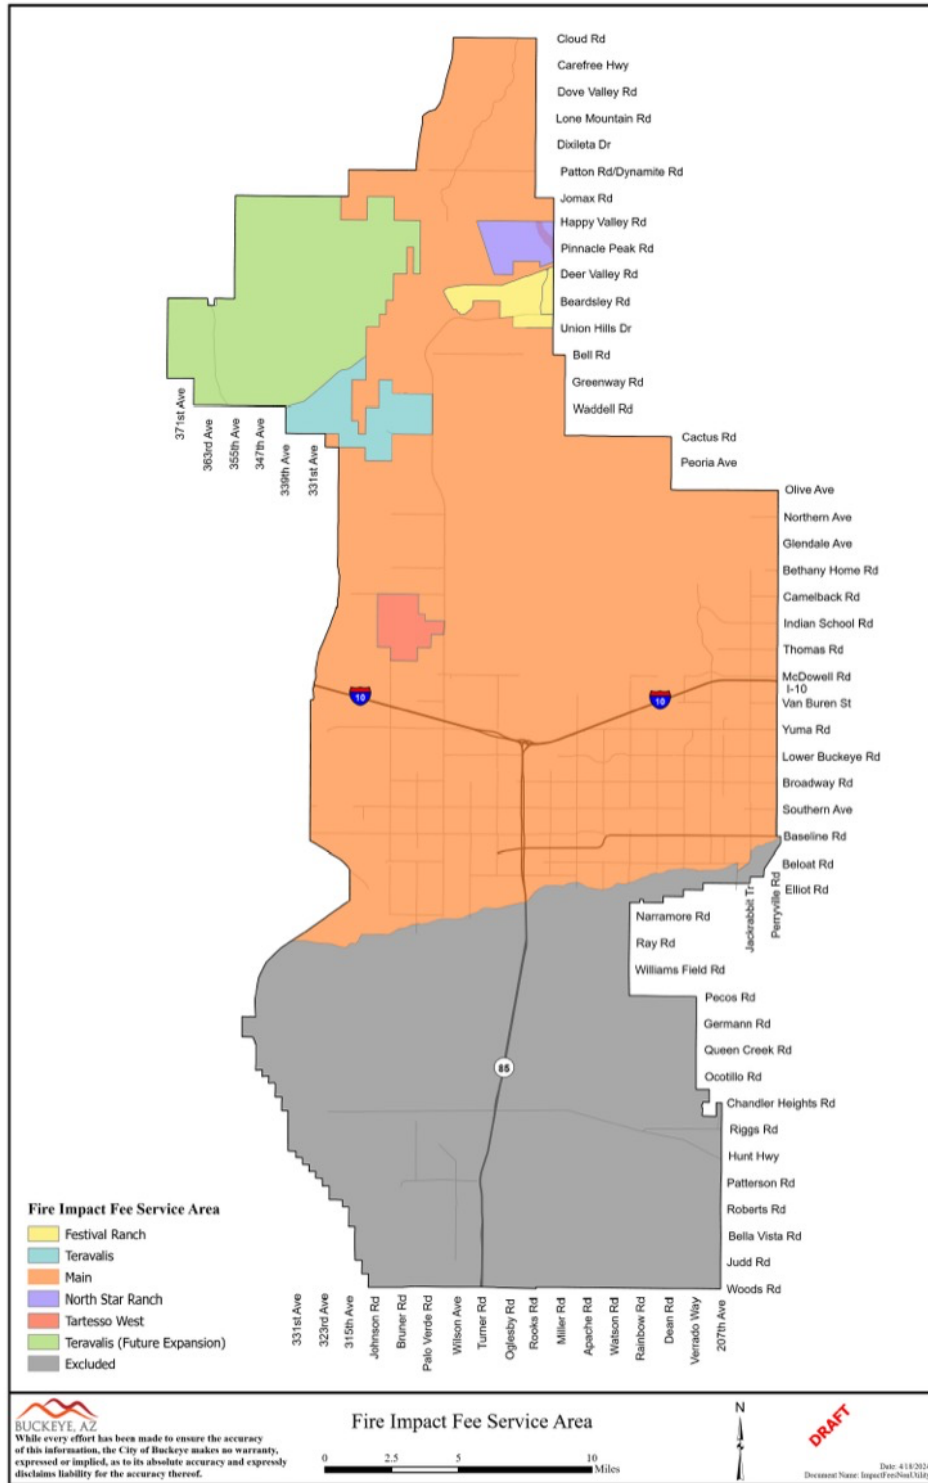 Cloud Rd
Carefree Hwy
Dove Valley Rd
Lone Mountain Rd
Dixileta Dr
Patton Rd/Dynamite Rd
Jomax Rd
Happy Valley Rd
Pinnacle Peak Rd
Deer Valley Rd
Beardsley Rd
Union Hills Dr
Bell Rd
Greenway Rd
Waddell Rd
Cactus Rd
Peoria Ave
Olive Ave
371st Ave
363rd Ave
355th Ave
347th Ave
339th Ave
331st Ave
Northern Ave
Glendale Ave
Bethany Home Rd
Camelback Rd
Indian School Rd
Thomas Rd
McDowell Rd
I-10
10
10
Van Buren St
Yuma Rd
Lower Buckeye Rd
Broadway Rd
Southern Ave
Baseline Rd
Beloat Rd
Elliot Rd
Jackrabbit Tr
Perryville Rd
Narramore Rd
Ray Rd
Williams Field Rd
Pecos Rd
Germann Rd
Queen Creek Rd
Ocotillo Rd
85
Chandler Heights Rd
Riggs Rd
Hunt Hwy
Patterson Rd
Roberts Rd
Bella Vista Rd
Judd Rd
Woods Rd
Fire Impact Fee Service Area
Festival Ranch
Teravalis
Main
North Star Ranch
Tartesso West
Teravalis (Future Expansion)
Excluded
331st Ave
323rd Ave
315th Ave
Johnson Rd
Bruner Rd
Palo Verde Rd
Wilson Ave
Turner Rd
Oglesby Rd
Rooks Rd
Miller Rd
Apache Rd
Watson Rd
Rainbow Rd
Dean Rd
Verrado Way
207th Ave
BUCKEYE, AZ
While every effort has been made to ensure the accuracy
of this information, the City of Buckeye makes no warranty,
expressed or implied, as to its absolute accuracy and expressly
disclaims liability for the accuracy thereof.
Fire Impact Fee Service Area
0 2.5 5 10
Miles
N
DRAFT
Date: 4/18/2024
Document Name: ImpactFeesNonUtility